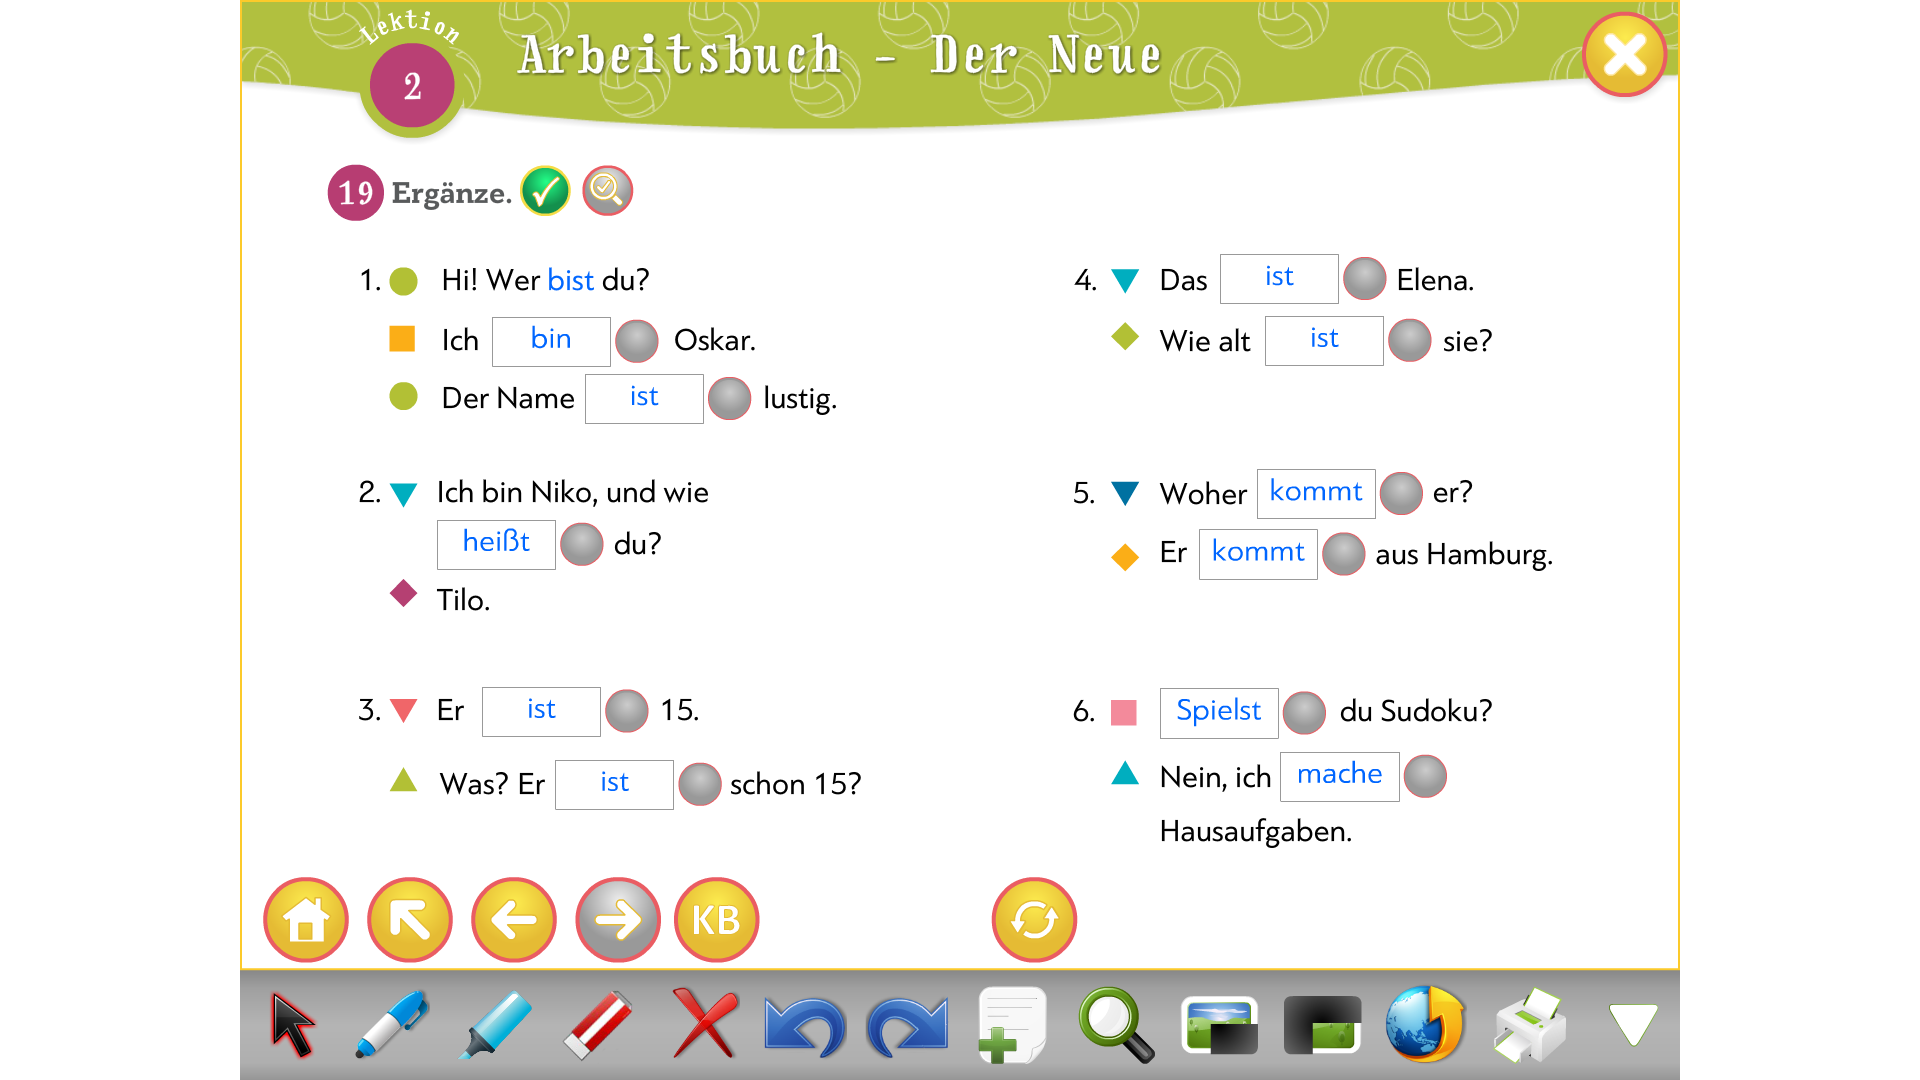 Lektion
2
Arbeitsbuch - Der Neue
19 Ergänze.
1. Hi! Wer bist du?
Ich bin Oskar.
Der Name ist lustig.
2. Ich bin Niko, und wie
heißt du?
Tilo.
3. Er ist 15.
Was? Er ist schon 15?
4. Das ist Elena.
Wie alt ist sie?
5. Woher kommt er?
Er kommt aus Hamburg.
6. Spielst du Sudoku?
Nein, ich mache
Hausaufgaben.
KB